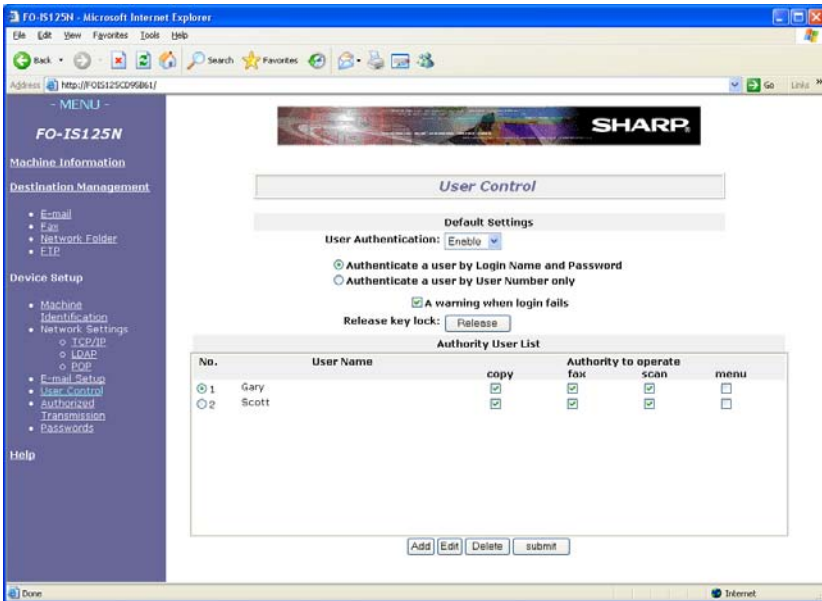 FO-IS125N - Microsoft Internet Explorer
File Edit View Favorites Tools Help
Back Search Favorites
Address http://FOIS125CD95B61/ Go Links »
- MENU -
FO-IS125N
Machine Information
Destination Management
E-mail
Fax
Network Folder
FTP
Device Setup
Machine Identification
Network Settings
TCP/IP
LDAP
POP
E-mail Setup
User Control
Authorized Transmission
Passwords
Help
SHARP
User Control
Default Settings
User Authentication: Enable
Authenticate a user by Login Name and Password
Authenticate a user by User Number only
A warning when login fails
Release key lock: Release
Authority User List
No. User Name Authority to operate
copy fax scan menu
1 Gary
2 Scott
Add Edit Delete submit
Done Internet